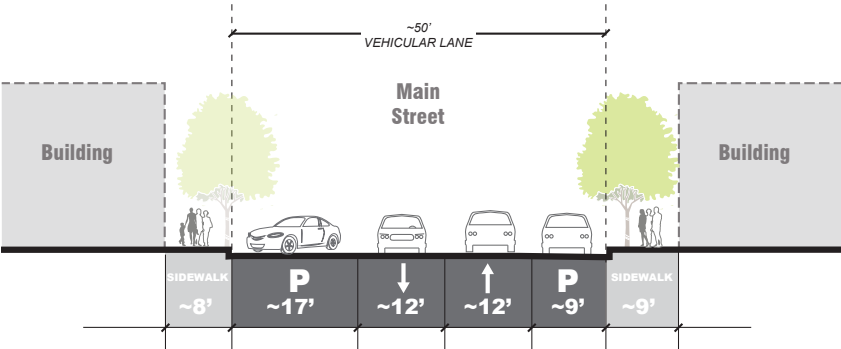 ~50’
VEHICULAR LANE
Main
Street
Building
Building
SIDEWALK
~8’
P
~17’
~12’
~12’
P
~9’
SIDEWALK
~9’